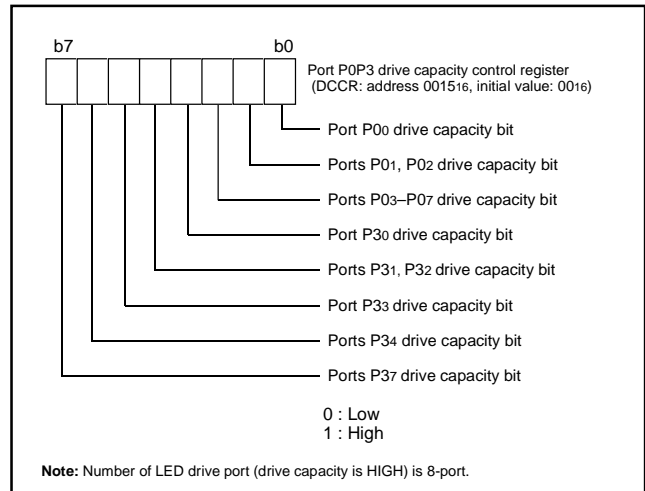 b7 b0
Port P0P3 drive capacity control register
(DCCR: address 001516, initial value: 0016)
Port P00 drive capacity bit
Ports P01, P02 drive capacity bit
Ports P03–P07 drive capacity bit
Port P30 drive capacity bit
Ports P31, P32 drive capacity bit
Port P33 drive capacity bit
Ports P34 drive capacity bit
Ports P37 drive capacity bit
0 : Low
1 : High
Note: Number of LED drive port (drive capacity is HIGH) is 8-port.